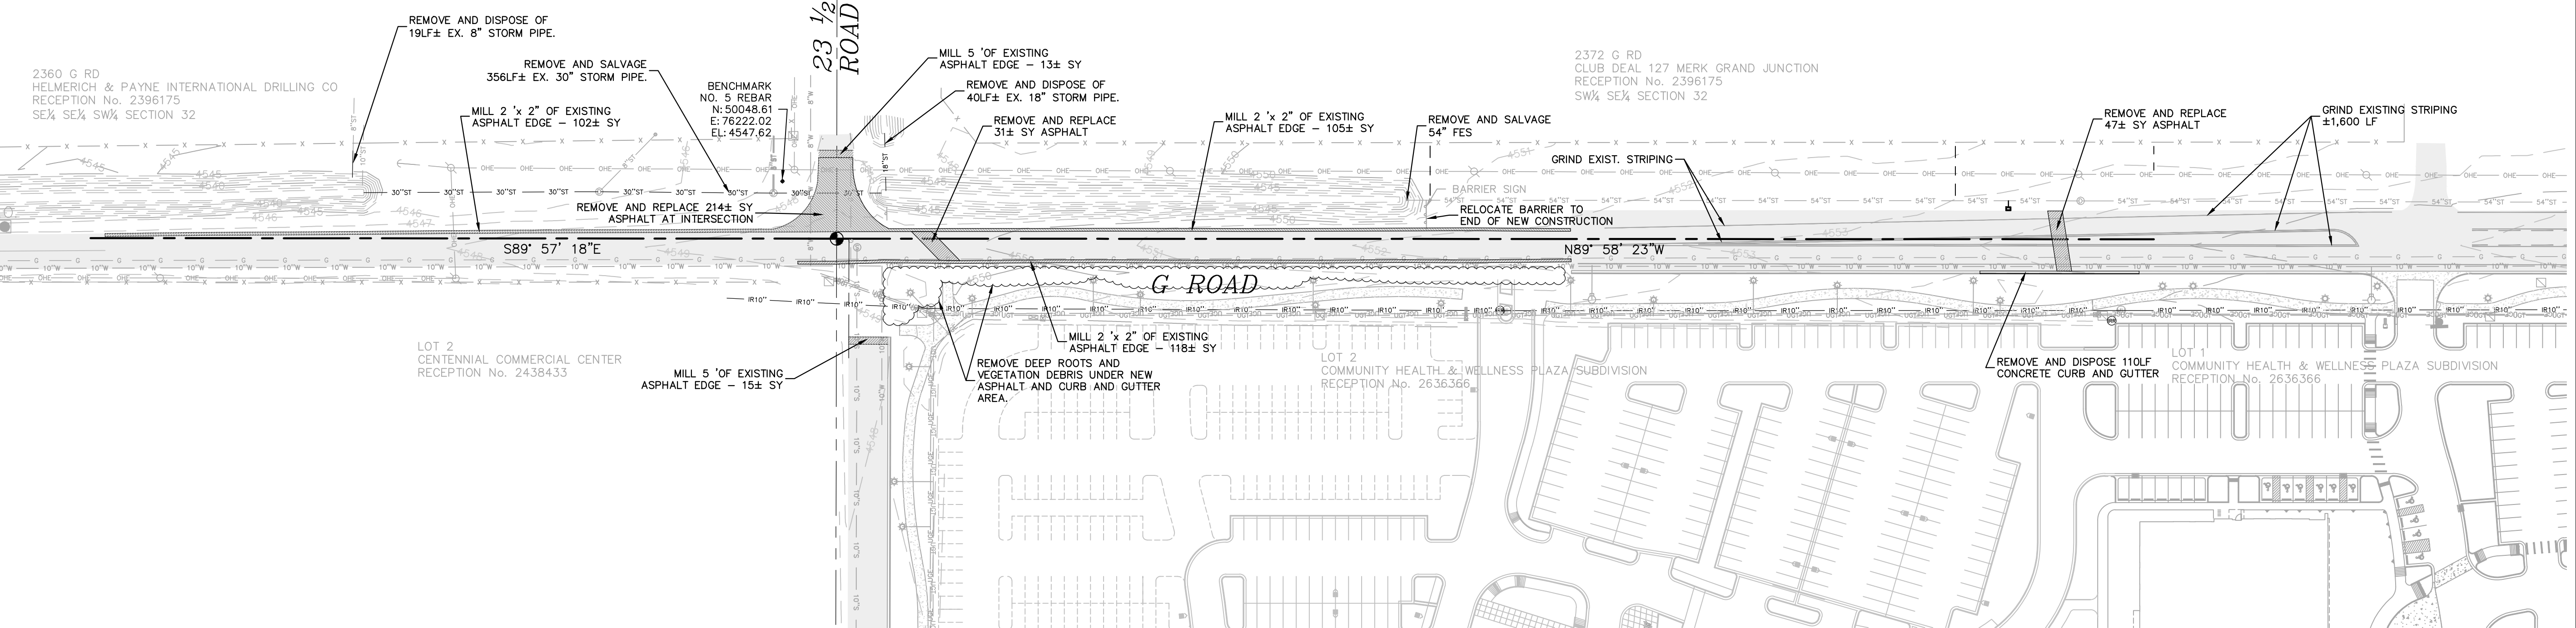 23 ½
ROAD
REMOVE AND DISPOSE OF
19LF± EX. 8" STORM PIPE.
2360 G RD
HELMERICH & PAYNE INTERNATIONAL DRILLING CO
RECEPTION No. 2396175
SE¼ SE¼ SW¼ SECTION 32
REMOVE AND SALVAGE
356LF± EX. 30" STORM PIPE.
MILL 2 'x 2" OF EXISTING
ASPHALT EDGE – 102± SY
BENCHMARK
NO. 5 REBAR
N: 50048.61
E: 76222.02
EL: 4547.62
MILL 5 'OF EXISTING
ASPHALT EDGE – 13± SY
REMOVE AND DISPOSE OF
40LF± EX. 18" STORM PIPE.
REMOVE AND REPLACE
31± SY ASPHALT
MILL 2 'x 2" OF EXISTING
ASPHALT EDGE – 105± SY
REMOVE AND SALVAGE
54" FES
2372 G RD
CLUB DEAL 127 MERK GRAND JUNCTION
RECEPTION No. 2396175
SW¼ SE¼ SECTION 32
GRIND EXIST. STRIPING
REMOVE AND REPLACE
47± SY ASPHALT
GRIND EXISTING STRIPING
±1,600 LF
BARRIER SIGN
RELOCATE BARRIER TO
END OF NEW CONSTRUCTION
REMOVE AND REPLACE 214± SY
ASPHALT AT INTERSECTION
S89° 57' 18"E
N89° 58' 23"W
G ROAD
LOT 2
CENTENNIAL COMMERCIAL CENTER
RECEPTION No. 2438433
MILL 5 'OF EXISTING
ASPHALT EDGE – 15± SY
MILL 2 'x 2" OF EXISTING
ASPHALT EDGE – 118± SY
REMOVE DEEP ROOTS AND
VEGETATION DEBRIS UNDER NEW
ASPHALT AND CURB AND GUTTER
AREA.
LOT 2
COMMUNITY HEALTH & WELLNESS PLAZA SUBDIVISION
RECEPTION No. 2636366
REMOVE AND DISPOSE 110LF
CONCRETE CURB AND GUTTER
LOT 1
COMMUNITY HEALTH & WELLNESS PLAZA SUBDIVISION
RECEPTION No. 2636366